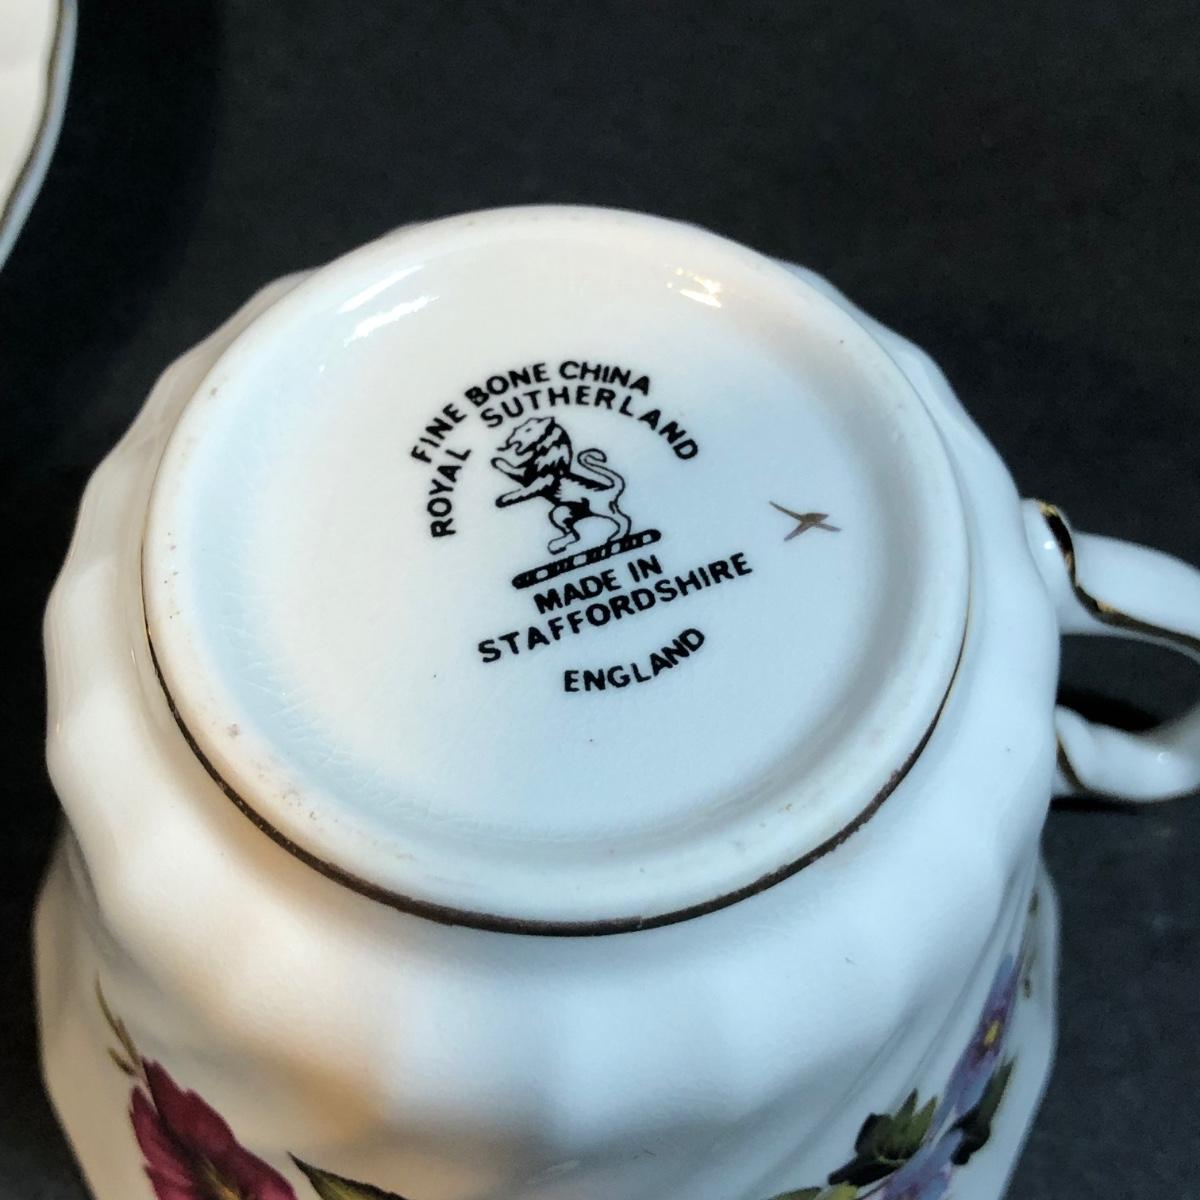 FINE BONE CHINA
ROYAL SUTHERLAND
MADE IN
STAFFORDSHIRE
ENGLAND